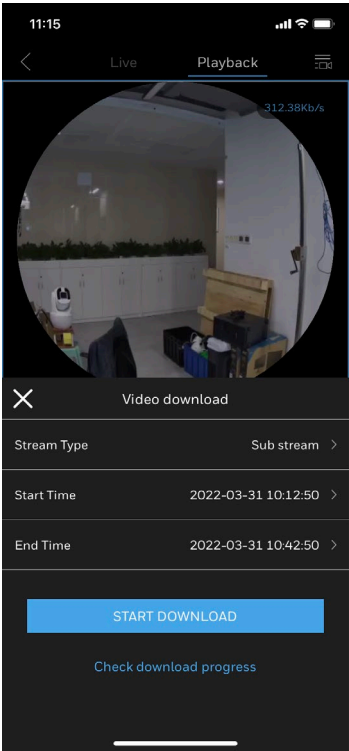 11:15
Live Playback
312.38Kb/s
Video download
Stream Type Sub stream
Start Time 2022-03-31 10:12:50
End Time 2022-03-31 10:42:50
START DOWNLOAD
Check download progress